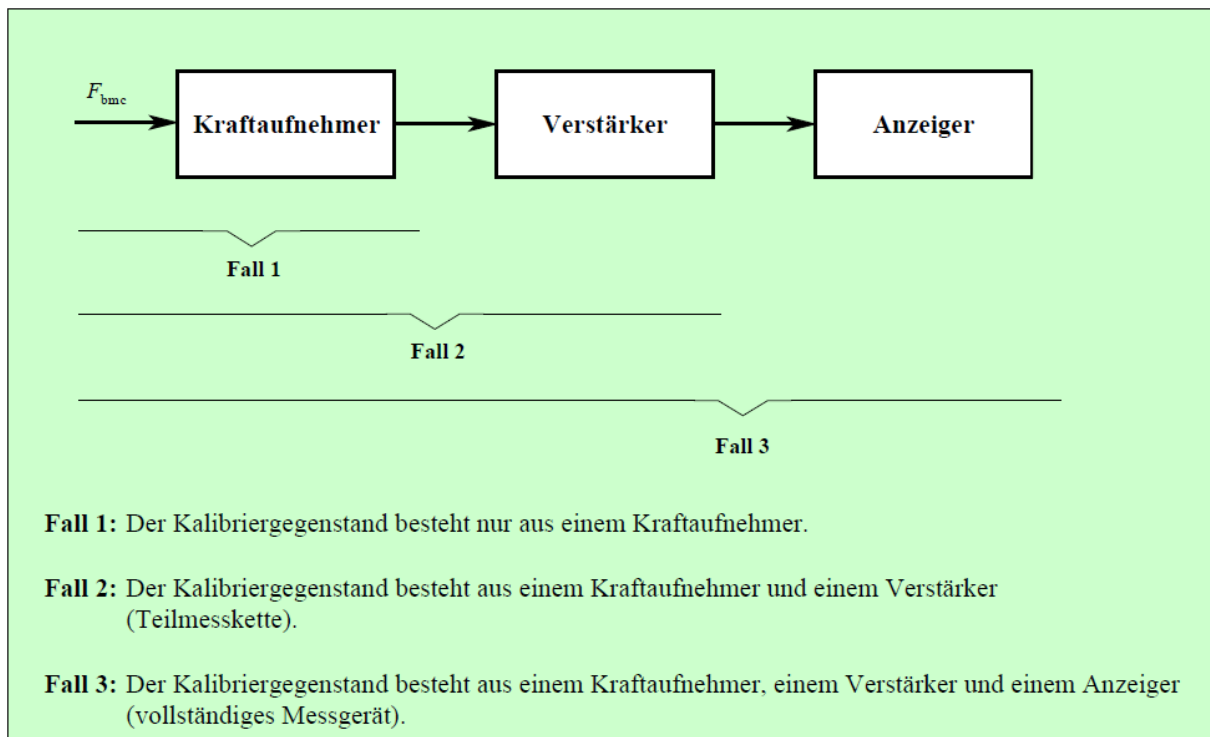 F_bmc
Kraftaufnehmer
Verstärker
Anzeiger
Fall 1
Fall 2
Fall 3
Fall 1: Der Kalibriergegenstand besteht nur aus einem Kraftaufnehmer.
Fall 2: Der Kalibriergegenstand besteht aus einem Kraftaufnehmer und einem Verstärker
(Teilmesskette).
Fall 3: Der Kalibriergegenstand besteht aus einem Kraftaufnehmer, einem Verstärker und einem Anzeiger
(vollständiges Messgerät).